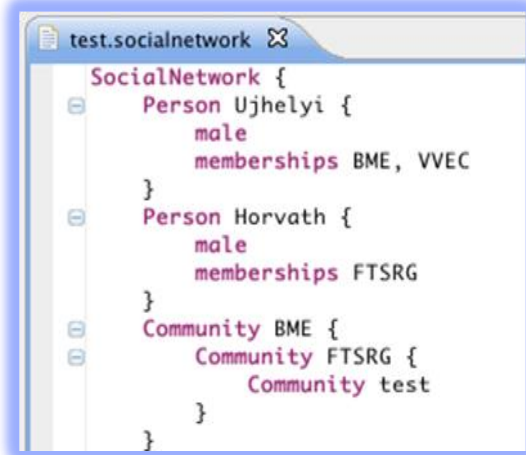 test.socialnetwork
SocialNetwork {
Person Ujhelyi {
male
memberships BME, VVEC
}
Person Horvath {
male
memberships FTSRG
}
Community BME {
Community FTSRG {
Community test
}
}